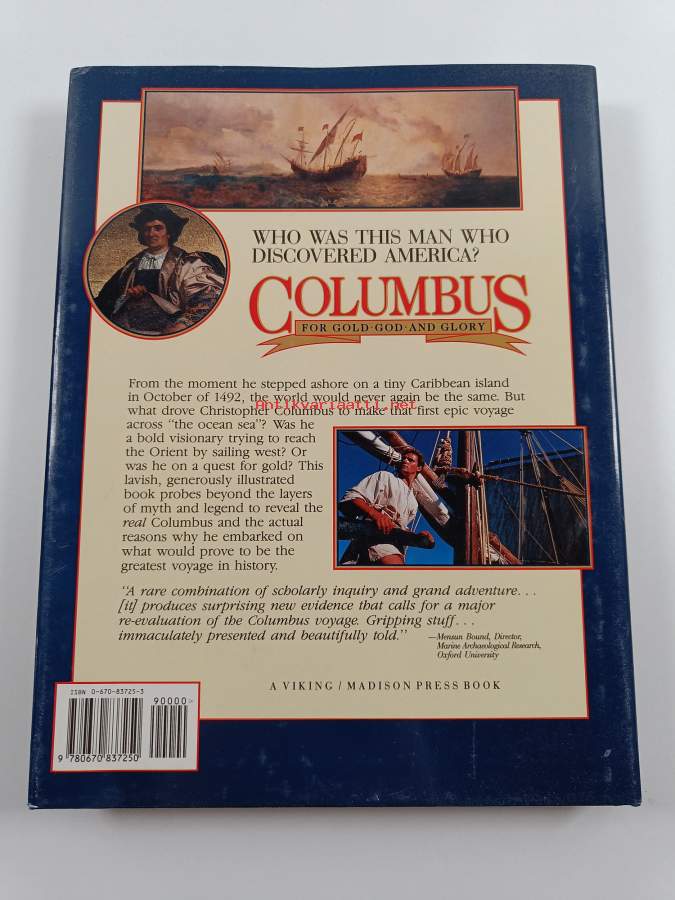 WHO WAS THIS MAN WHO
DISCOVERED AMERICA?
COLUMBUS
FOR GOLD·GOD·AND GLORY
From the moment he stepped ashore on a tiny Caribbean island
in October of 1492, the world would never again be the same. But
Antikvariaatti.net
what drove Christopher Columbus to make that first epic voyage
across "the ocean sea"? Was he
a bold visionary trying to reach
the Orient by sailing west? Or
was he on a quest for gold? This
lavish, generously illustrated
book probes beyond the layers
of myth and legend to reveal the
real Columbus and the actual
reasons why he embarked on
what would prove to be the
greatest voyage in history.
"A rare combination of scholarly inquiry and grand adventure...
[it] produces surprising new evidence that calls for a major
re-evaluation of the Columbus voyage. Gripping stuff...
immaculately presented and beautifully told."
—Mensun Bound, Director,
Marine Archaeological Research,
Oxford University
A VIKING / MADISON PRESS BOOK
ISBN 0-670-83725-3
90000>
9 780670 837250